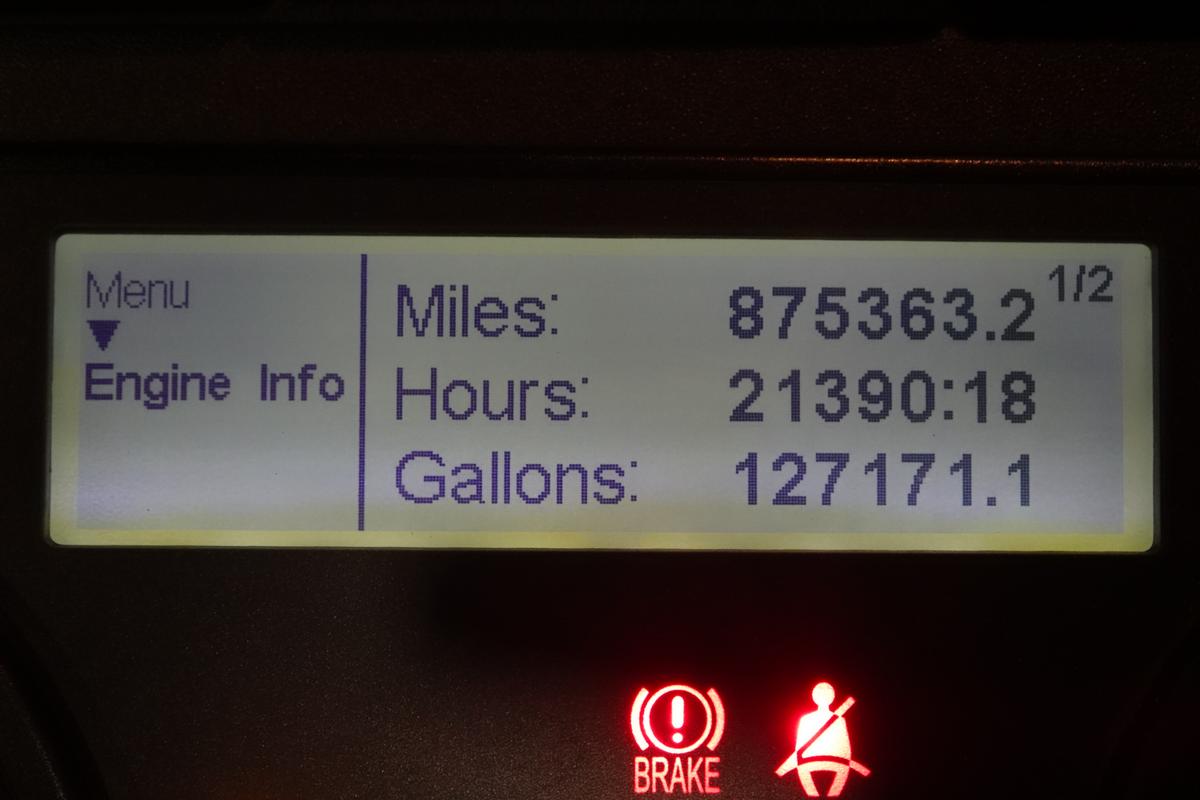 Menu
Engine Info
Miles: 875363.2
Hours: 21390:18
Gallons: 127171.1
1/2
BRAKE